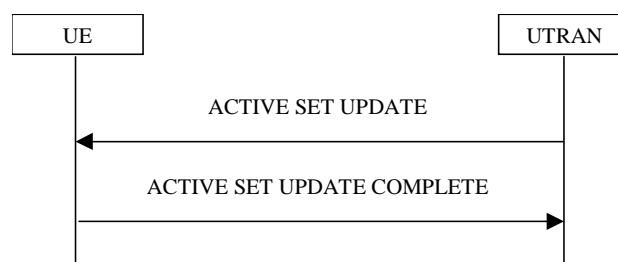 UE
UTRAN
ACTIVE SET UPDATE
ACTIVE SET UPDATE COMPLETE